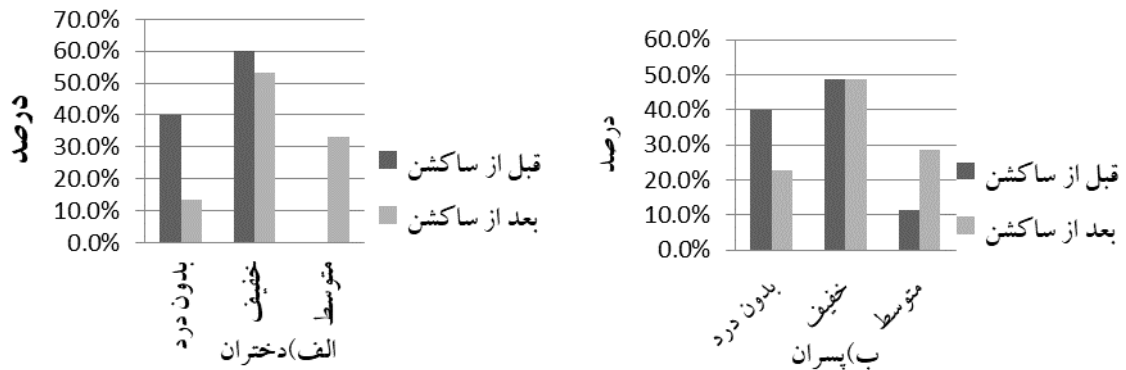 70.0%
60.0%
50.0%
40.0%
30.0%
20.0%
10.0%
0.0%
درصد
بدون درد
خفیف
متوسط
قبل از ساکشن
بعد از ساکشن
الف)دختران
60.0%
50.0%
40.0%
30.0%
20.0%
10.0%
0.0%
درصد
بدون درد
خفیف
متوسط
قبل از ساکشن
بعد از ساکشن
ب)پسران